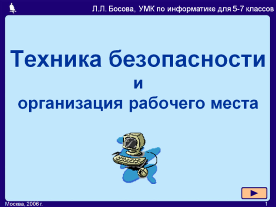 Л.Л. Босова, УМК по информатике для 5-7 классов
Техника безопасности
и
организация рабочего места
Москва, 2006 г.
1